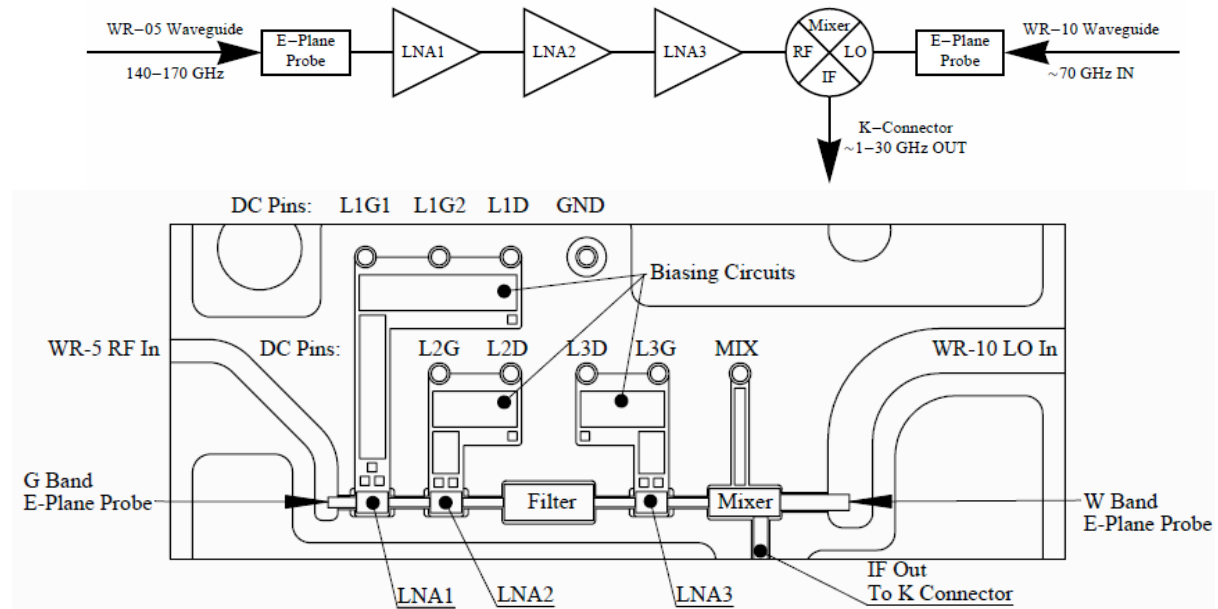 WR−05 Waveguide
140−170 GHz
E−Plane
Probe
LNA1
LNA2
LNA3
Mixer
RF
LO
IF
E−Plane
Probe
WR−10 Waveguide
~70 GHz IN
K−Connector
~1−30 GHz OUT
DC Pins: L1G1 L1G2 L1D GND
Biasing Circuits
WR-5 RF In
DC Pins: L2G L2D L3D L3G MIX
WR-10 LO In
G Band
E-Plane Probe
Filter
Mixer
W Band
E-Plane Probe
LNA1
LNA2
LNA3
IF Out
To K Connector